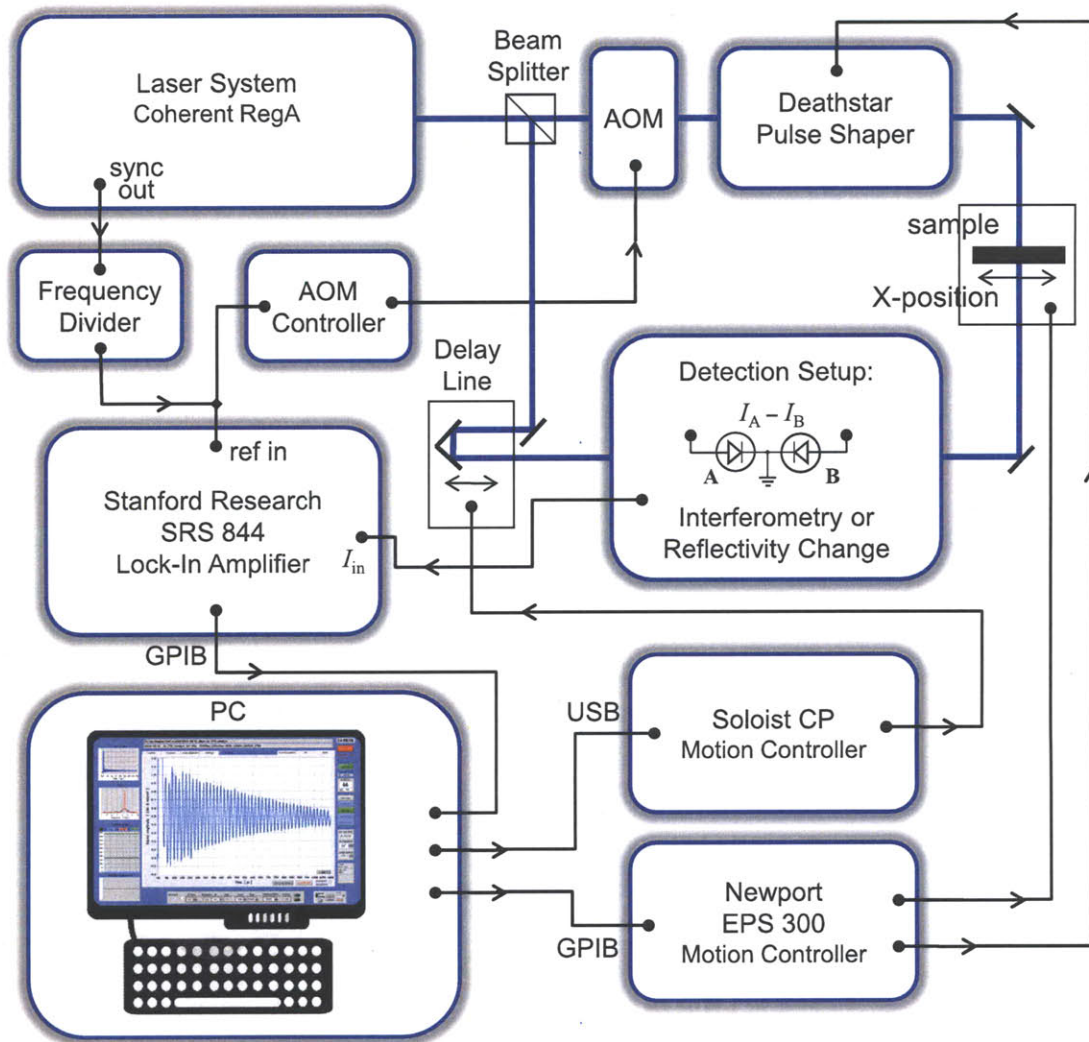 Laser System
Coherent RegA
sync
out
Beam
Splitter
AOM
Deathstar
Pulse Shaper
sample
X-position
Frequency
Divider
AOM
Controller
Delay
Line
Detection Setup:
I_A – I_B
A
B
Interferometry or
Reflectivity Change
ref in
Stanford Research
SRS 844
Lock-In Amplifier
I_in
GPIB
PC
USB
Soloist CP
Motion Controller
GPIB
Newport
EPS 300
Motion Controller